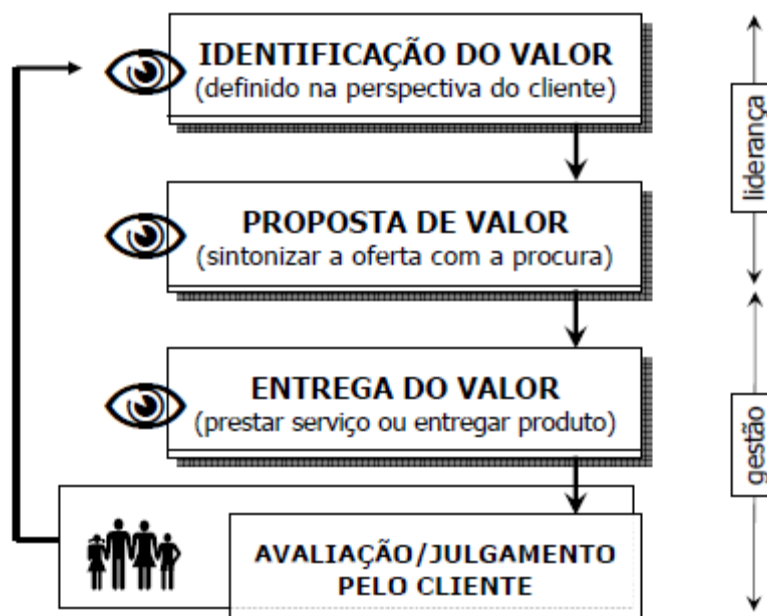 IDENTIFICAÇÃO DO VALOR
(definido na perspectiva do cliente)
PROPOSTA DE VALOR
(sintonizar a oferta com a procura)
ENTREGA DO VALOR
(prestar serviço ou entregar produto)
AVALIAÇÃO/JULGAMENTO
PELO CLIENTE
liderança
gestão